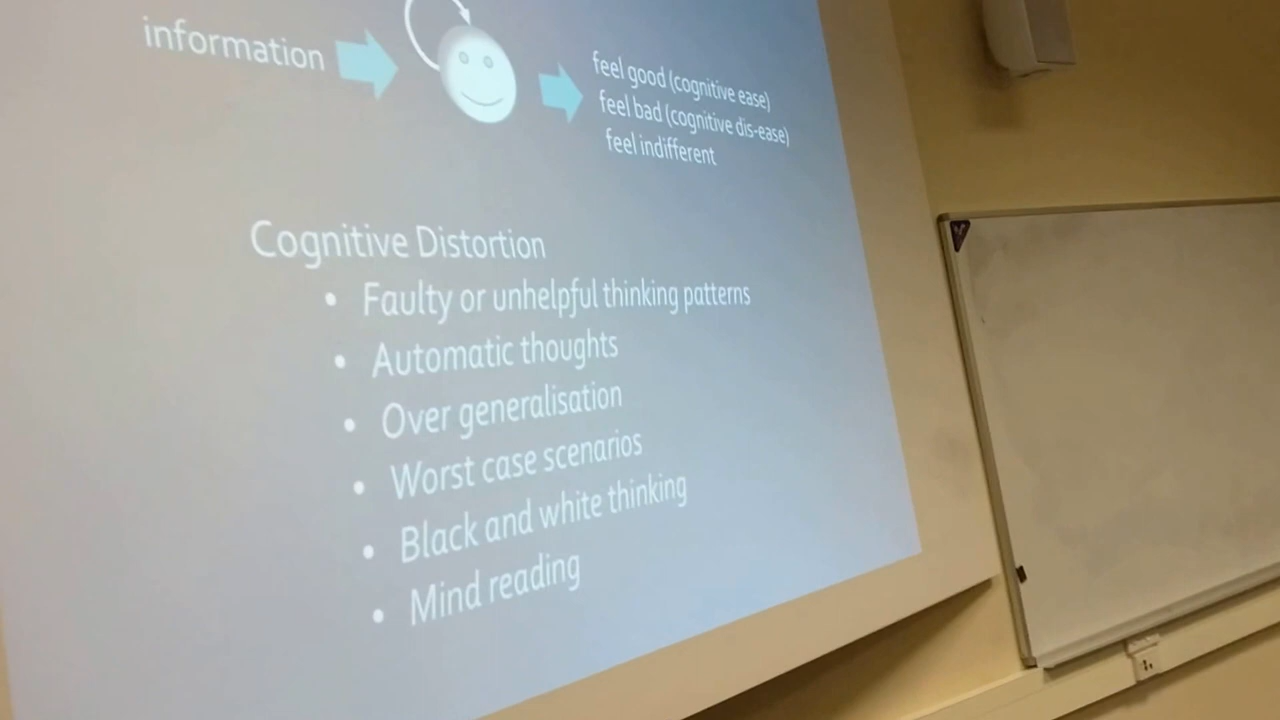 information
feel good (cognitive ease)
feel bad (cognitive dis-ease)
feel indifferent
Cognitive Distortion
• Faulty or unhelpful thinking patterns
• Automatic thoughts
• Over generalisation
• Worst case scenarios
• Black and white thinking
• Mind reading